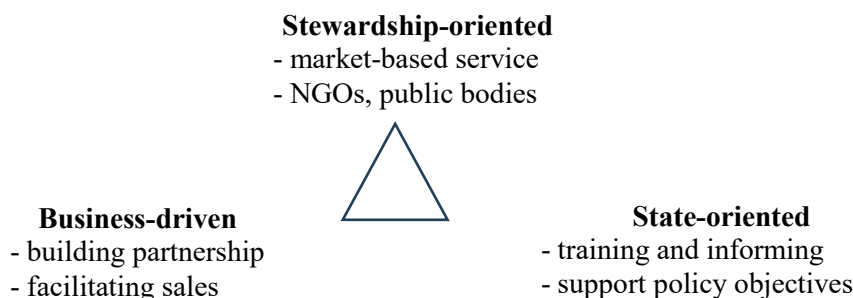 Stewardship-oriented
- market-based service
- NGOs, public bodies
Business-driven
- building partnership
- facilitating sales
State-oriented
- training and informing
- support policy objectives